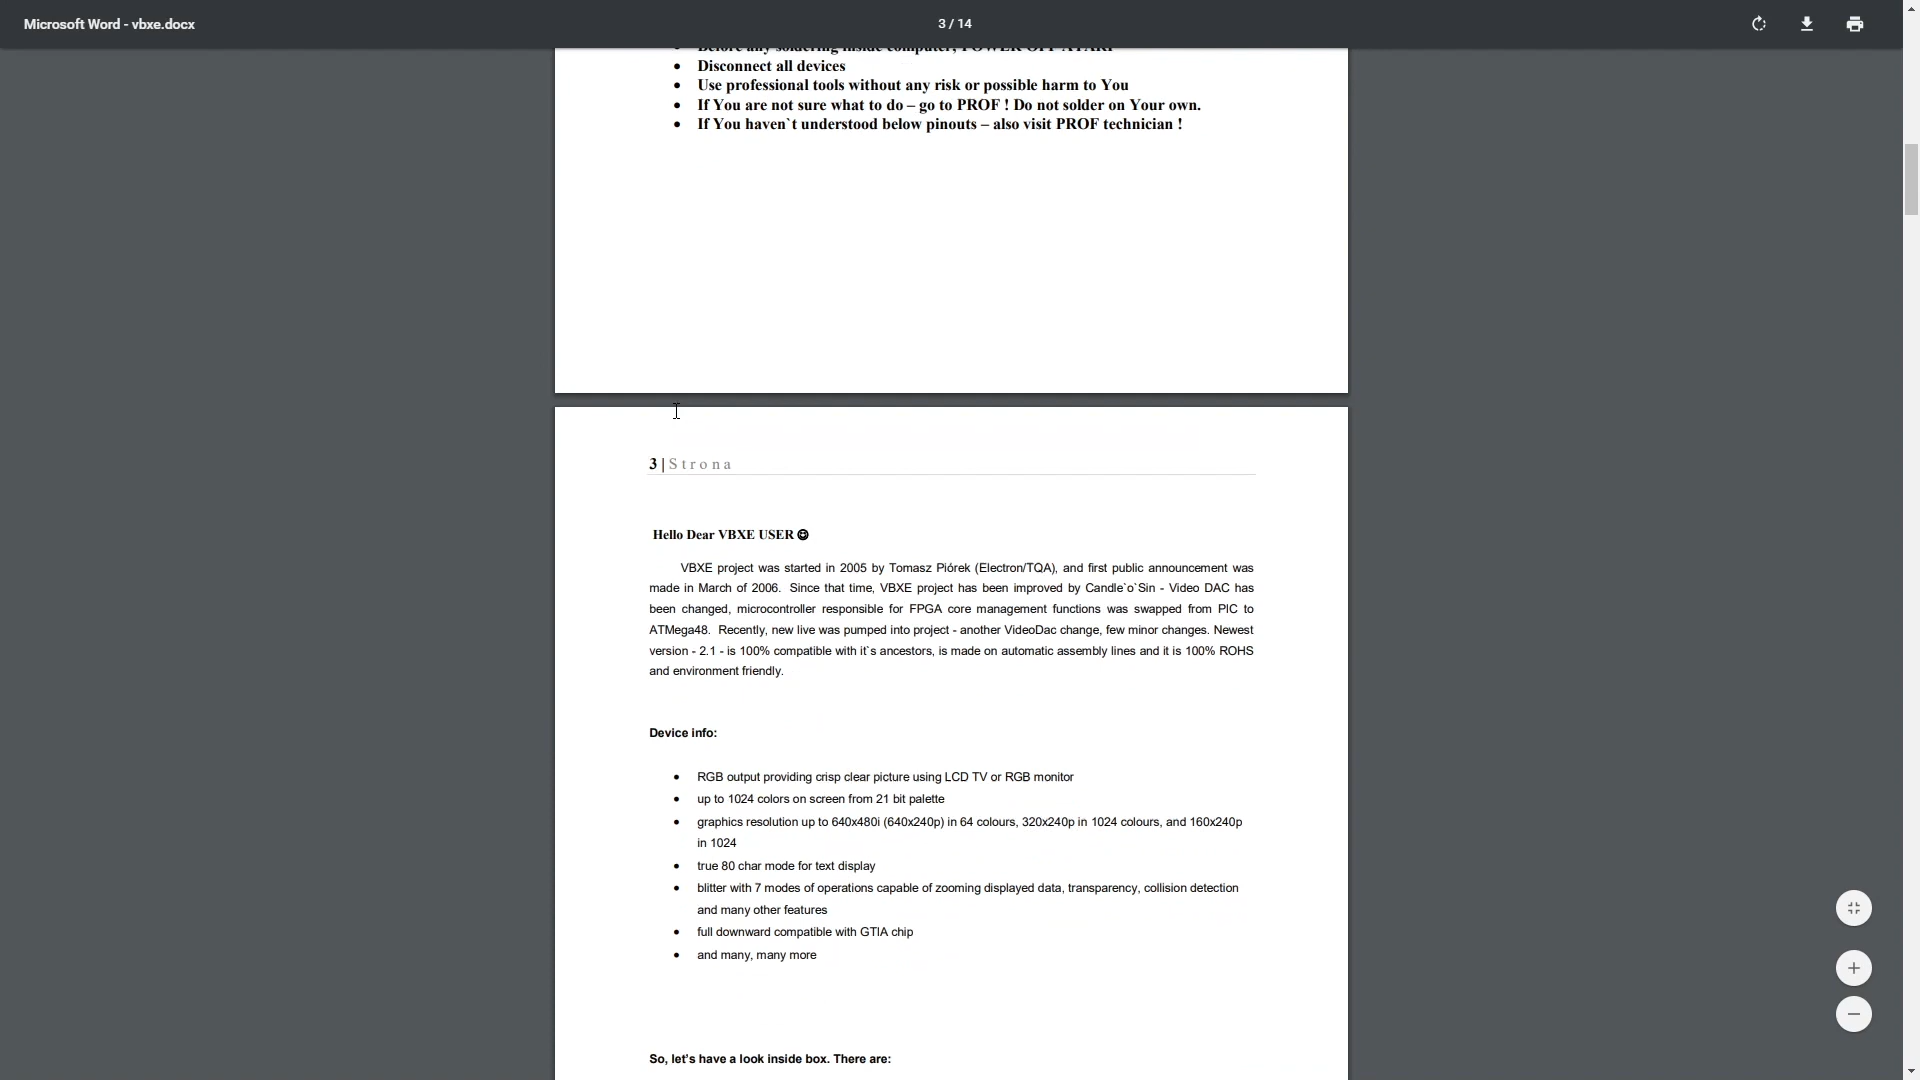 Microsoft Word - vbxe.docx
3 / 14
• Before any soldering inside computer, POWER OFF ATARI
• Disconnect all devices
• Use professional tools without any risk or possible harm to You
• If You are not sure what to do – go to PROF ! Do not solder on Your own.
• If You haven`t understood below pinouts – also visit PROF technician !
3 | Strona
Hello Dear VBXE USER ☺
VBXE project was started in 2005 by Tomasz Piórek (Electron/TQA), and first public announcement was
made in March of 2006. Since that time, VBXE project has been improved by Candle`o`Sin - Video DAC has
been changed, microcontroller responsible for FPGA core management functions was swapped from PIC to
ATMega48. Recently, new live was pumped into project - another VideoDac change, few minor changes. Newest
version - 2.1 - is 100% compatible with it`s ancestors, is made on automatic assembly lines and it is 100% ROHS
and environment friendly.
Device info:
• RGB output providing crisp clear picture using LCD TV or RGB monitor
• up to 1024 colors on screen from 21 bit palette
• graphics resolution up to 640x480i (640x240p) in 64 colours, 320x240p in 1024 colours, and 160x240p
in 1024
• true 80 char mode for text display
• blitter with 7 modes of operations capable of zooming displayed data, transparency, collision detection
and many other features
• full downward compatible with GTIA chip
• and many, many more
So, let's have a look inside box. There are: